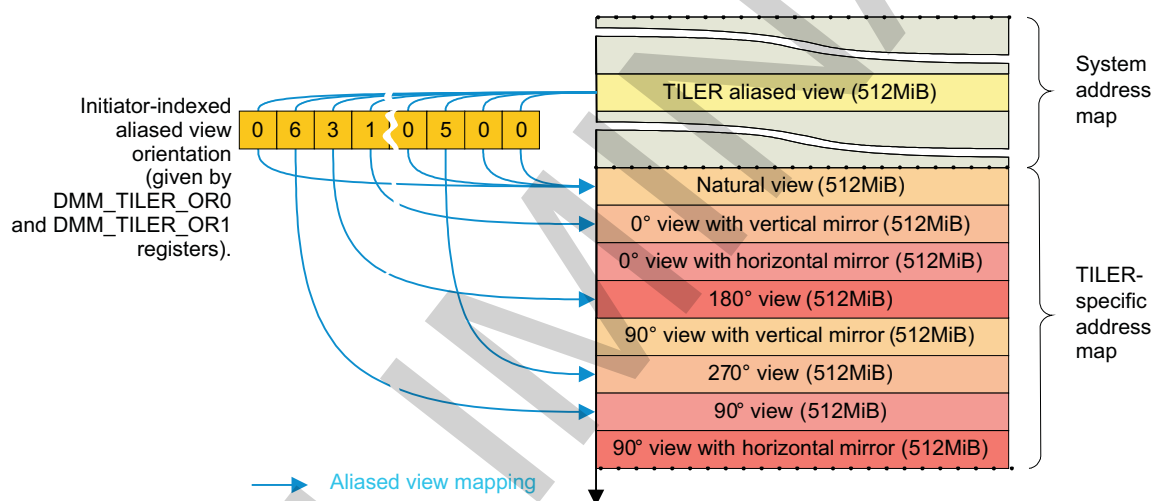 TILER aliased view (512MiB)
System
address
map
Initiator-indexed
aliased view
orientation
(given by
DMM_TILER_OR0
and DMM_TILER_OR1
registers).
0 6 3 1 0 5 0 0
Natural view (512MiB)
0° view with vertical mirror (512MiB)
0° view with horizontal mirror (512MiB)
180° view (512MiB)
90° view with vertical mirror (512MiB)
270° view (512MiB)
90° view (512MiB)
90° view with horizontal mirror (512MiB)
TILER-
specific
address
map
Aliased view mapping